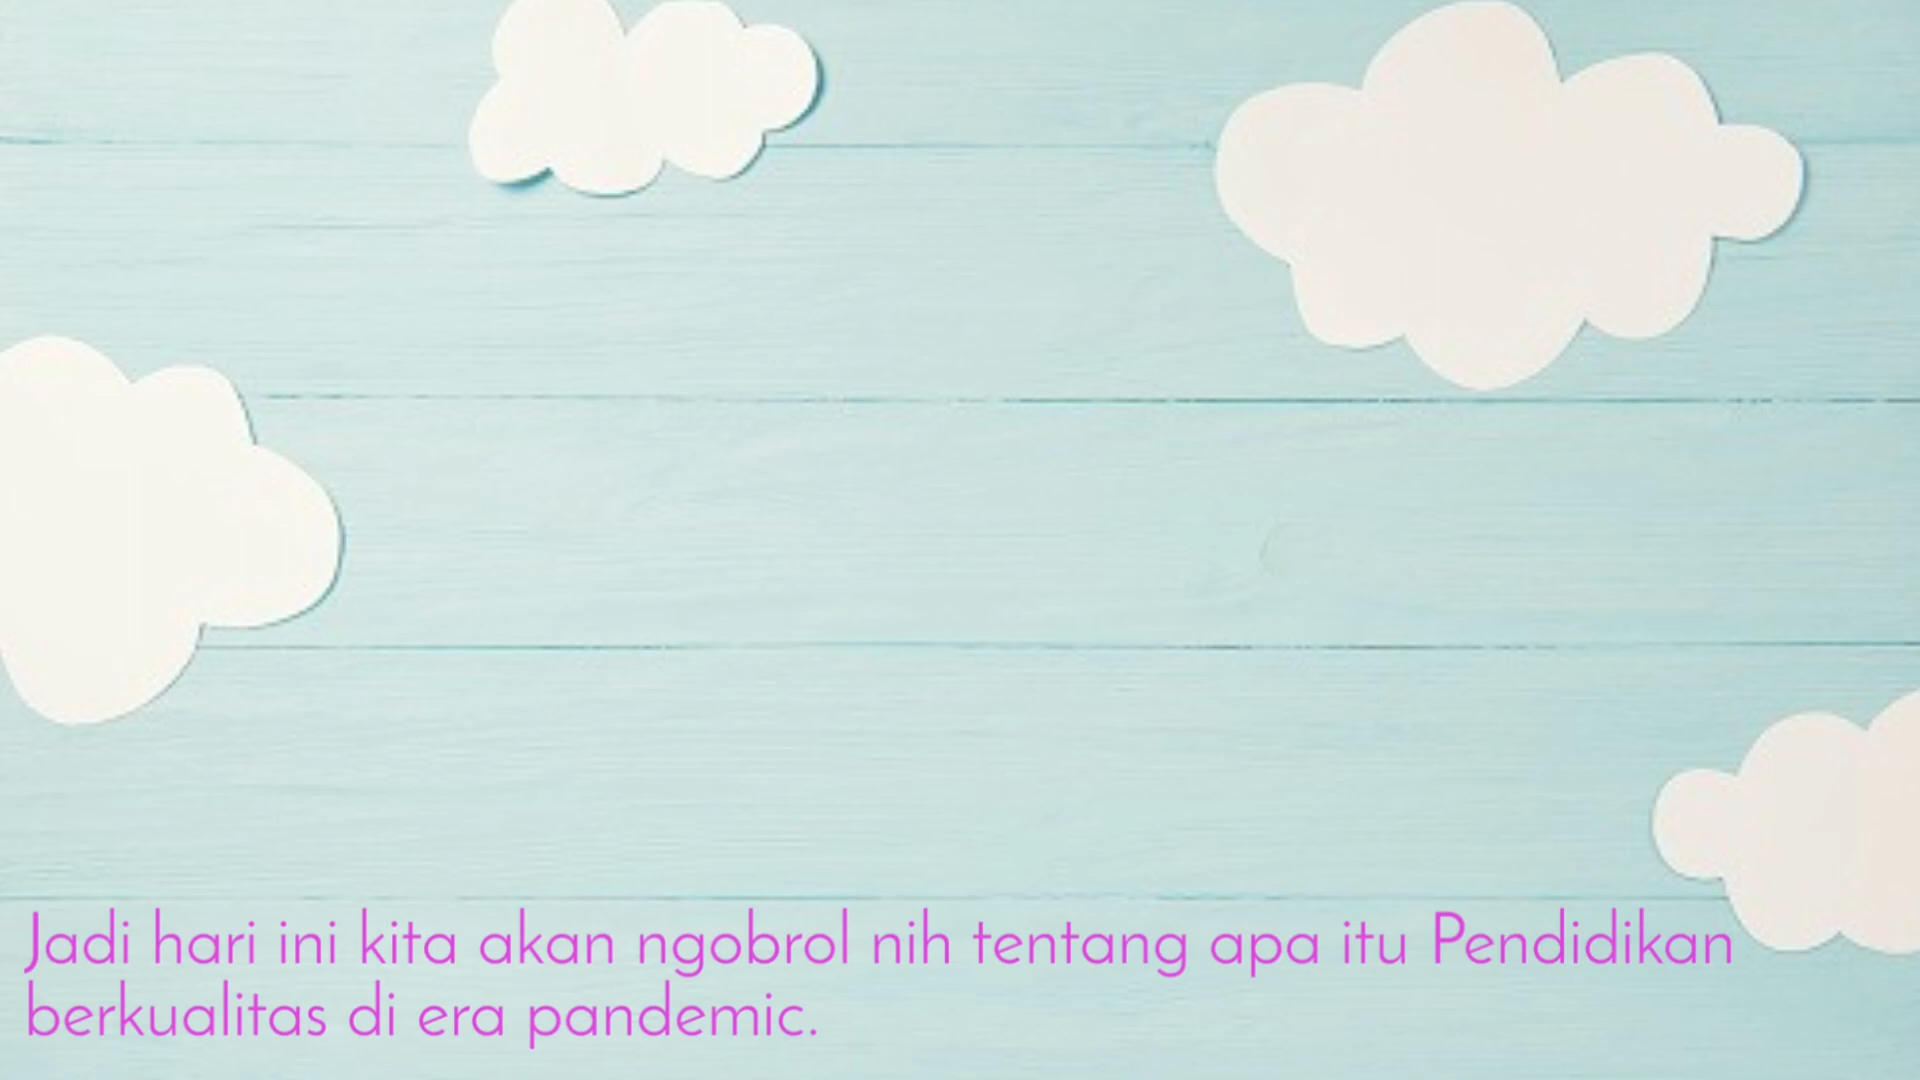 Jadi hari ini kita akan ngobrol nih tentang apa itu Pendidikan
berkualitas di era pandemic.